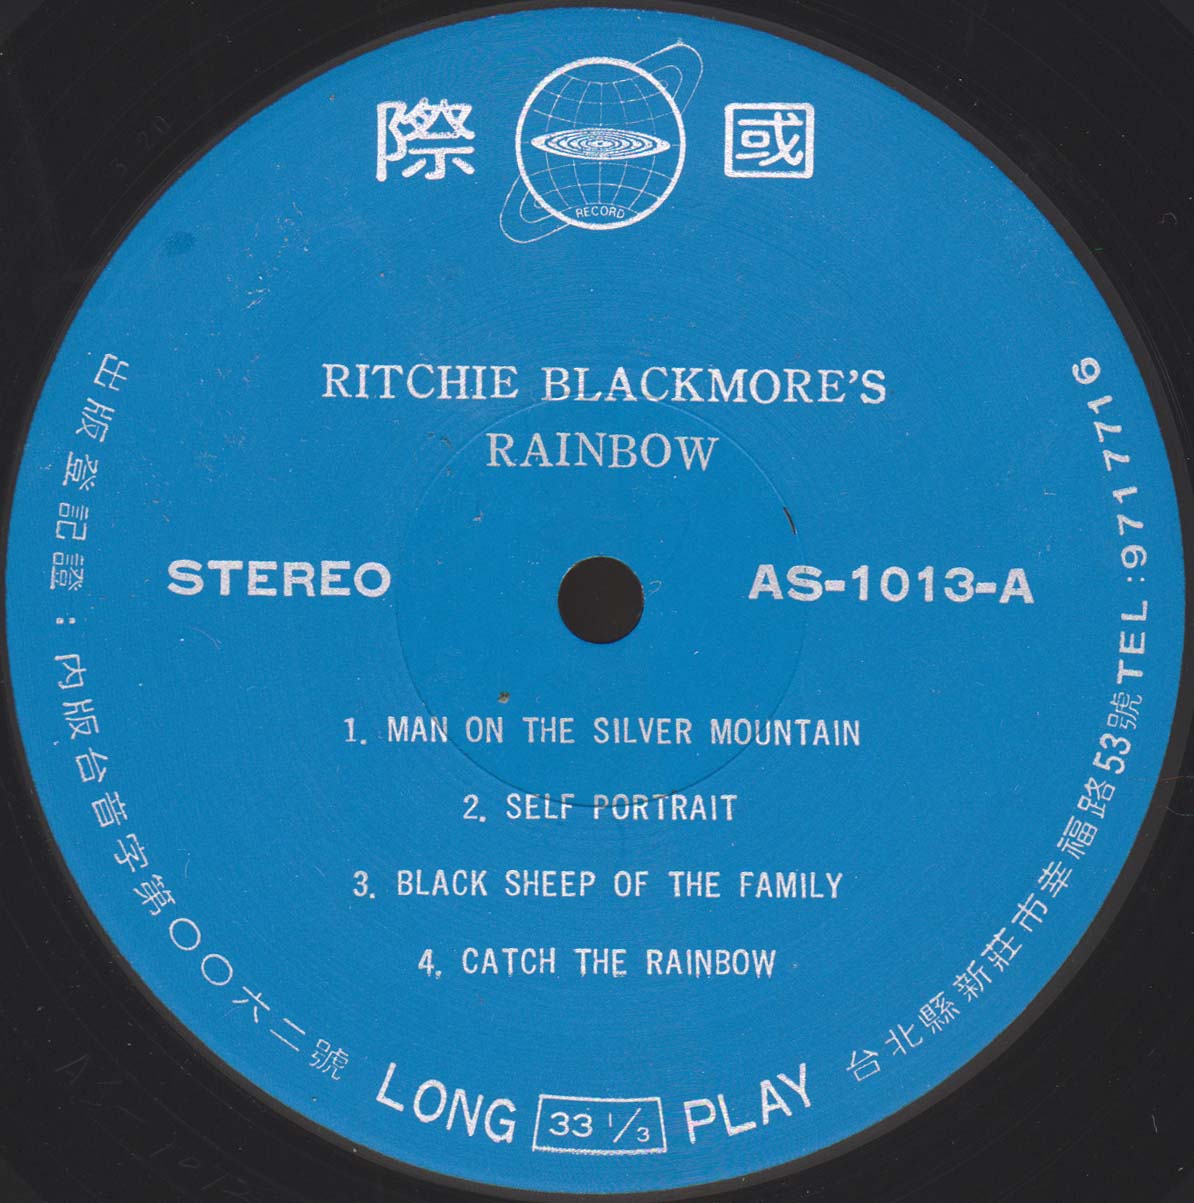 際 國
RECORD
RITCHIE BLACKMORE'S
RAINBOW
STEREO
AS-1013-A
1. MAN ON THE SILVER MOUNTAIN
2. SELF PORTRAIT
3. BLACK SHEEP OF THE FAMILY
4. CATCH THE RAINBOW
出版登記證:內版台音字第〇〇六二號
LONG 33 1/3 PLAY
台北縣新莊市幸福路53號TEL:9717716